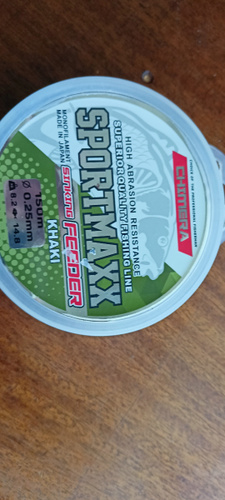 CHIMERA
HIGH ABRASION RESISTANCE
SUPERIOR QUALITY FISHING LINE
SPORTMAXX
SINKING FEEDER
MONOFILAMENT
MADE IN JAPAN
KHAKI
150m
Ø 0.25mm